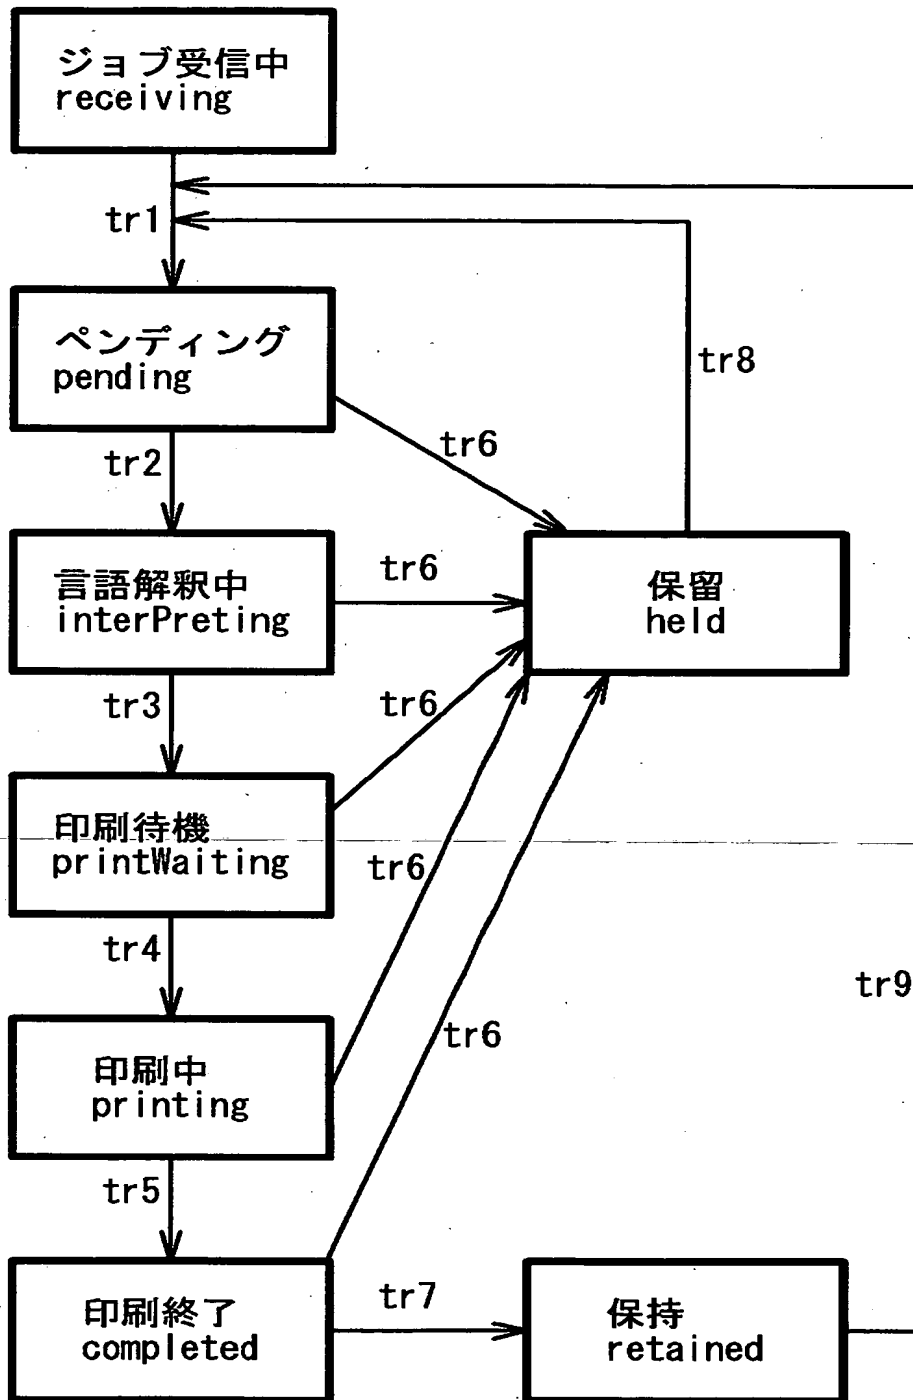 ジョブ受信中
receiving
tr1
ペンディング
pending
tr8
tr6
tr2
言語解釈中
interPreting
tr6
保留
held
tr3
tr6
印刷待機
printWaiting
tr6
tr4
tr9
tr6
印刷中
printing
tr5
印刷終了
completed
tr7
保持
retained